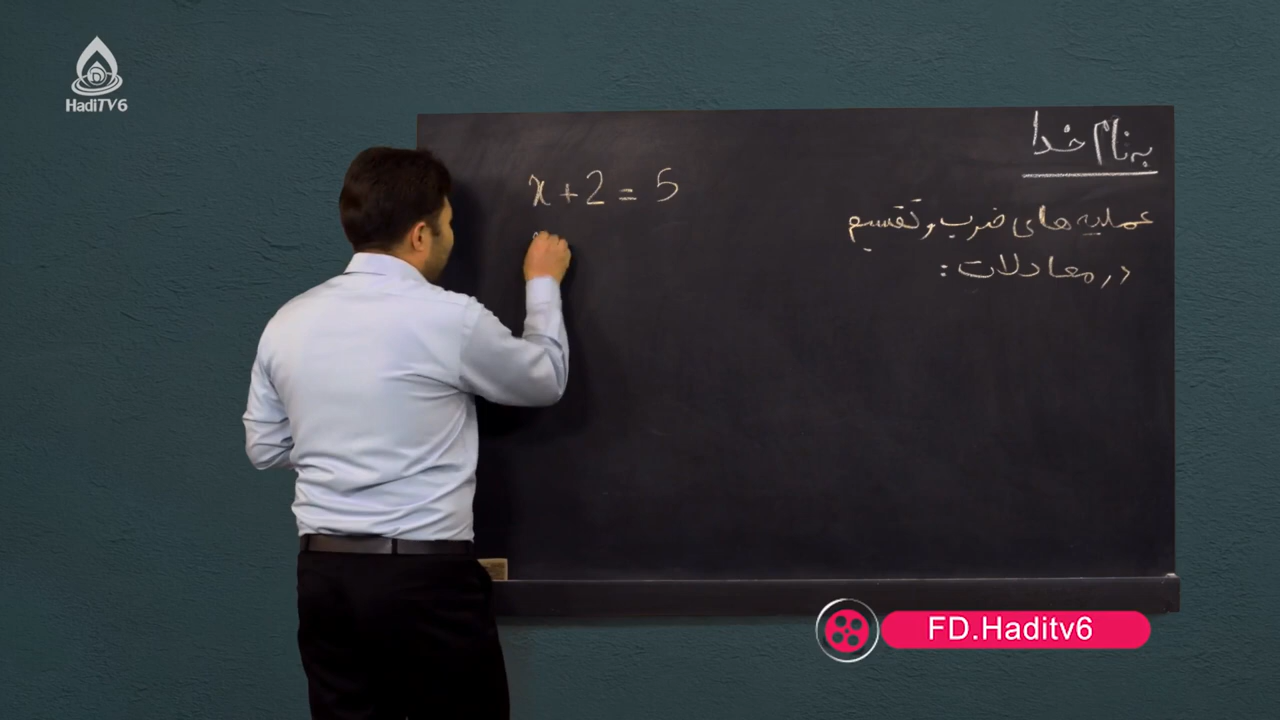 HadiTV6
به نام خدا
عملیه های ضرب و تقسیم
در معادلات :
x + 2 = 5
FD.Haditv6